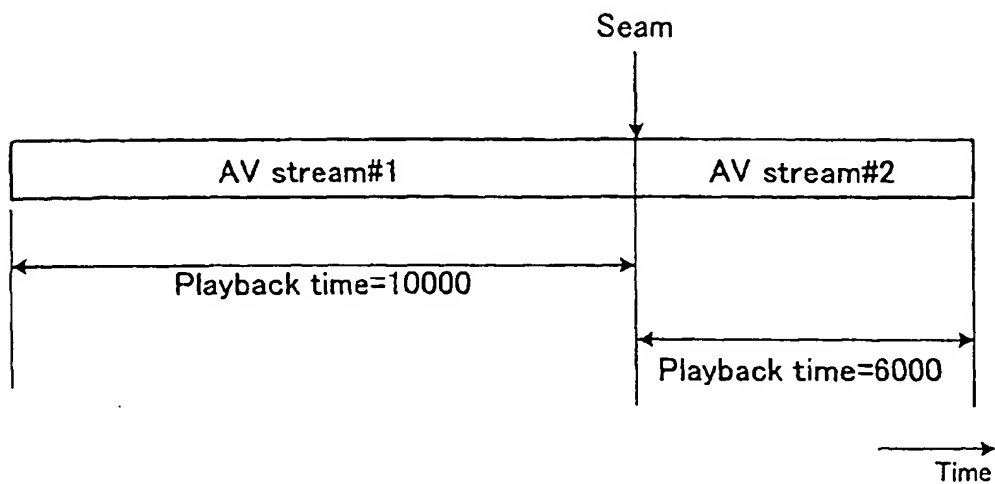 Seam
AV stream#1
AV stream#2
Playback time=10000
Playback time=6000
Time